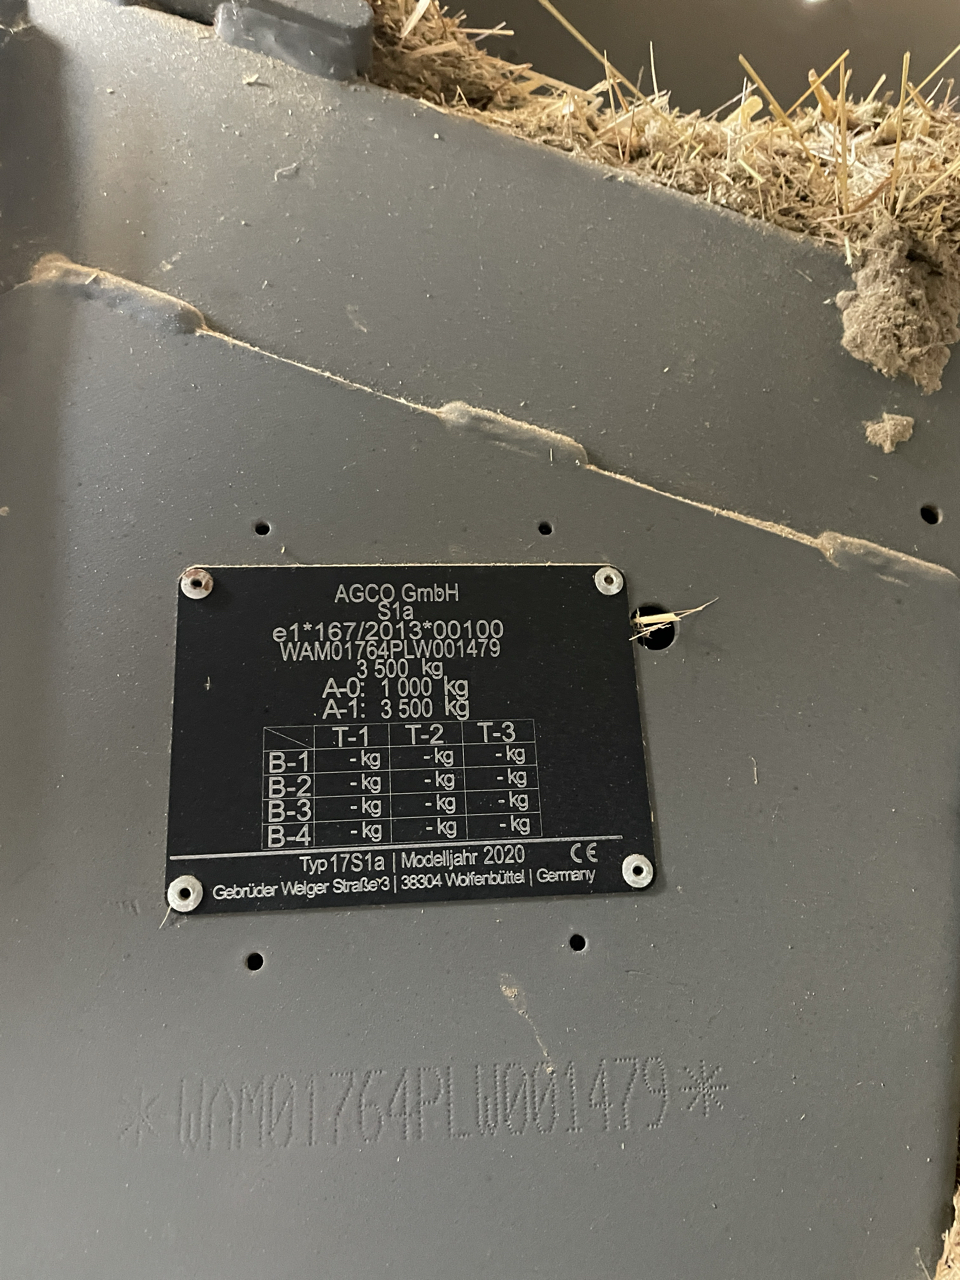 AGCO GmbH
S1a
e1*167/2013*00100
WAM01764PLW001479
3 500 kg
A-0: 1 000 kg
A-1: 3 500 kg
T-1 T-2 T-3
B-1 - kg - kg - kg
B-2 - kg - kg - kg
B-3 - kg - kg - kg
B-4 - kg - kg - kg
Typ 17S1a | Modelljahr 2020 CE
Gebrüder Welger Straße 3 | 38304 Wolfenbüttel | Germany
*WAM01764PLW001479*